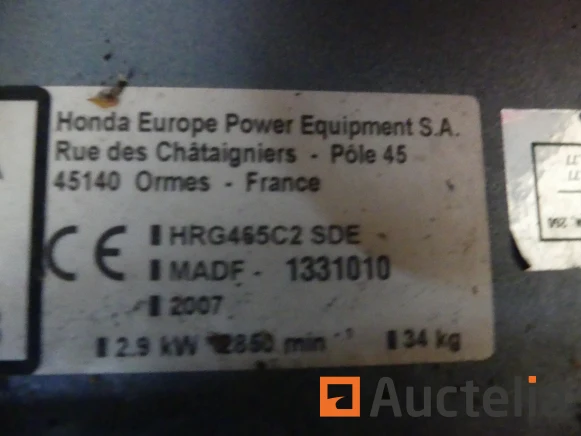 Honda Europe Power Equipment S.A.
Rue des Châtaigniers - Pôle 45
45140 Ormes - France
CE
HRG465C2 SDE
MADF - 1331010
2007
2.9 kW 2850 min -1 34 kg
Auctelia